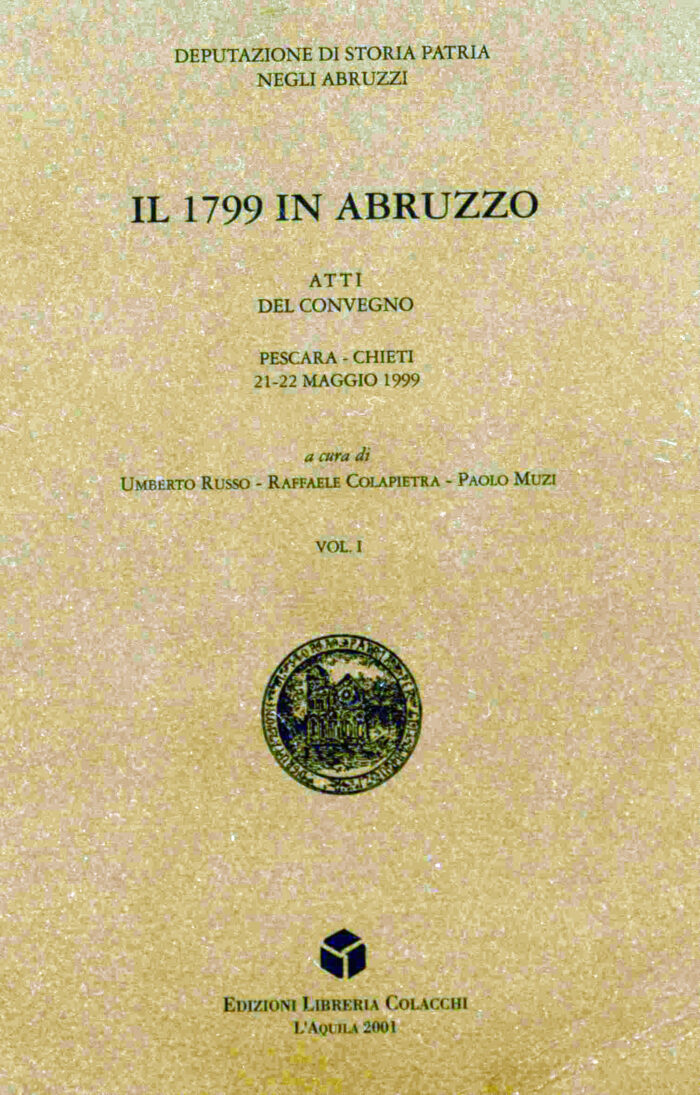 DEPUTAZIONE DI STORIA PATRIA
NEGLI ABRUZZI
IL 1799 IN ABRUZZO
ATTI
DEL CONVEGNO
PESCARA - CHIETI
21-22 MAGGIO 1999
a cura di
UMBERTO RUSSO - RAFFAELE COLAPIETRA - PAOLO MUZI
VOL. I
EDIZIONI LIBRERIA COLACCHI
L'AQUILA 2001